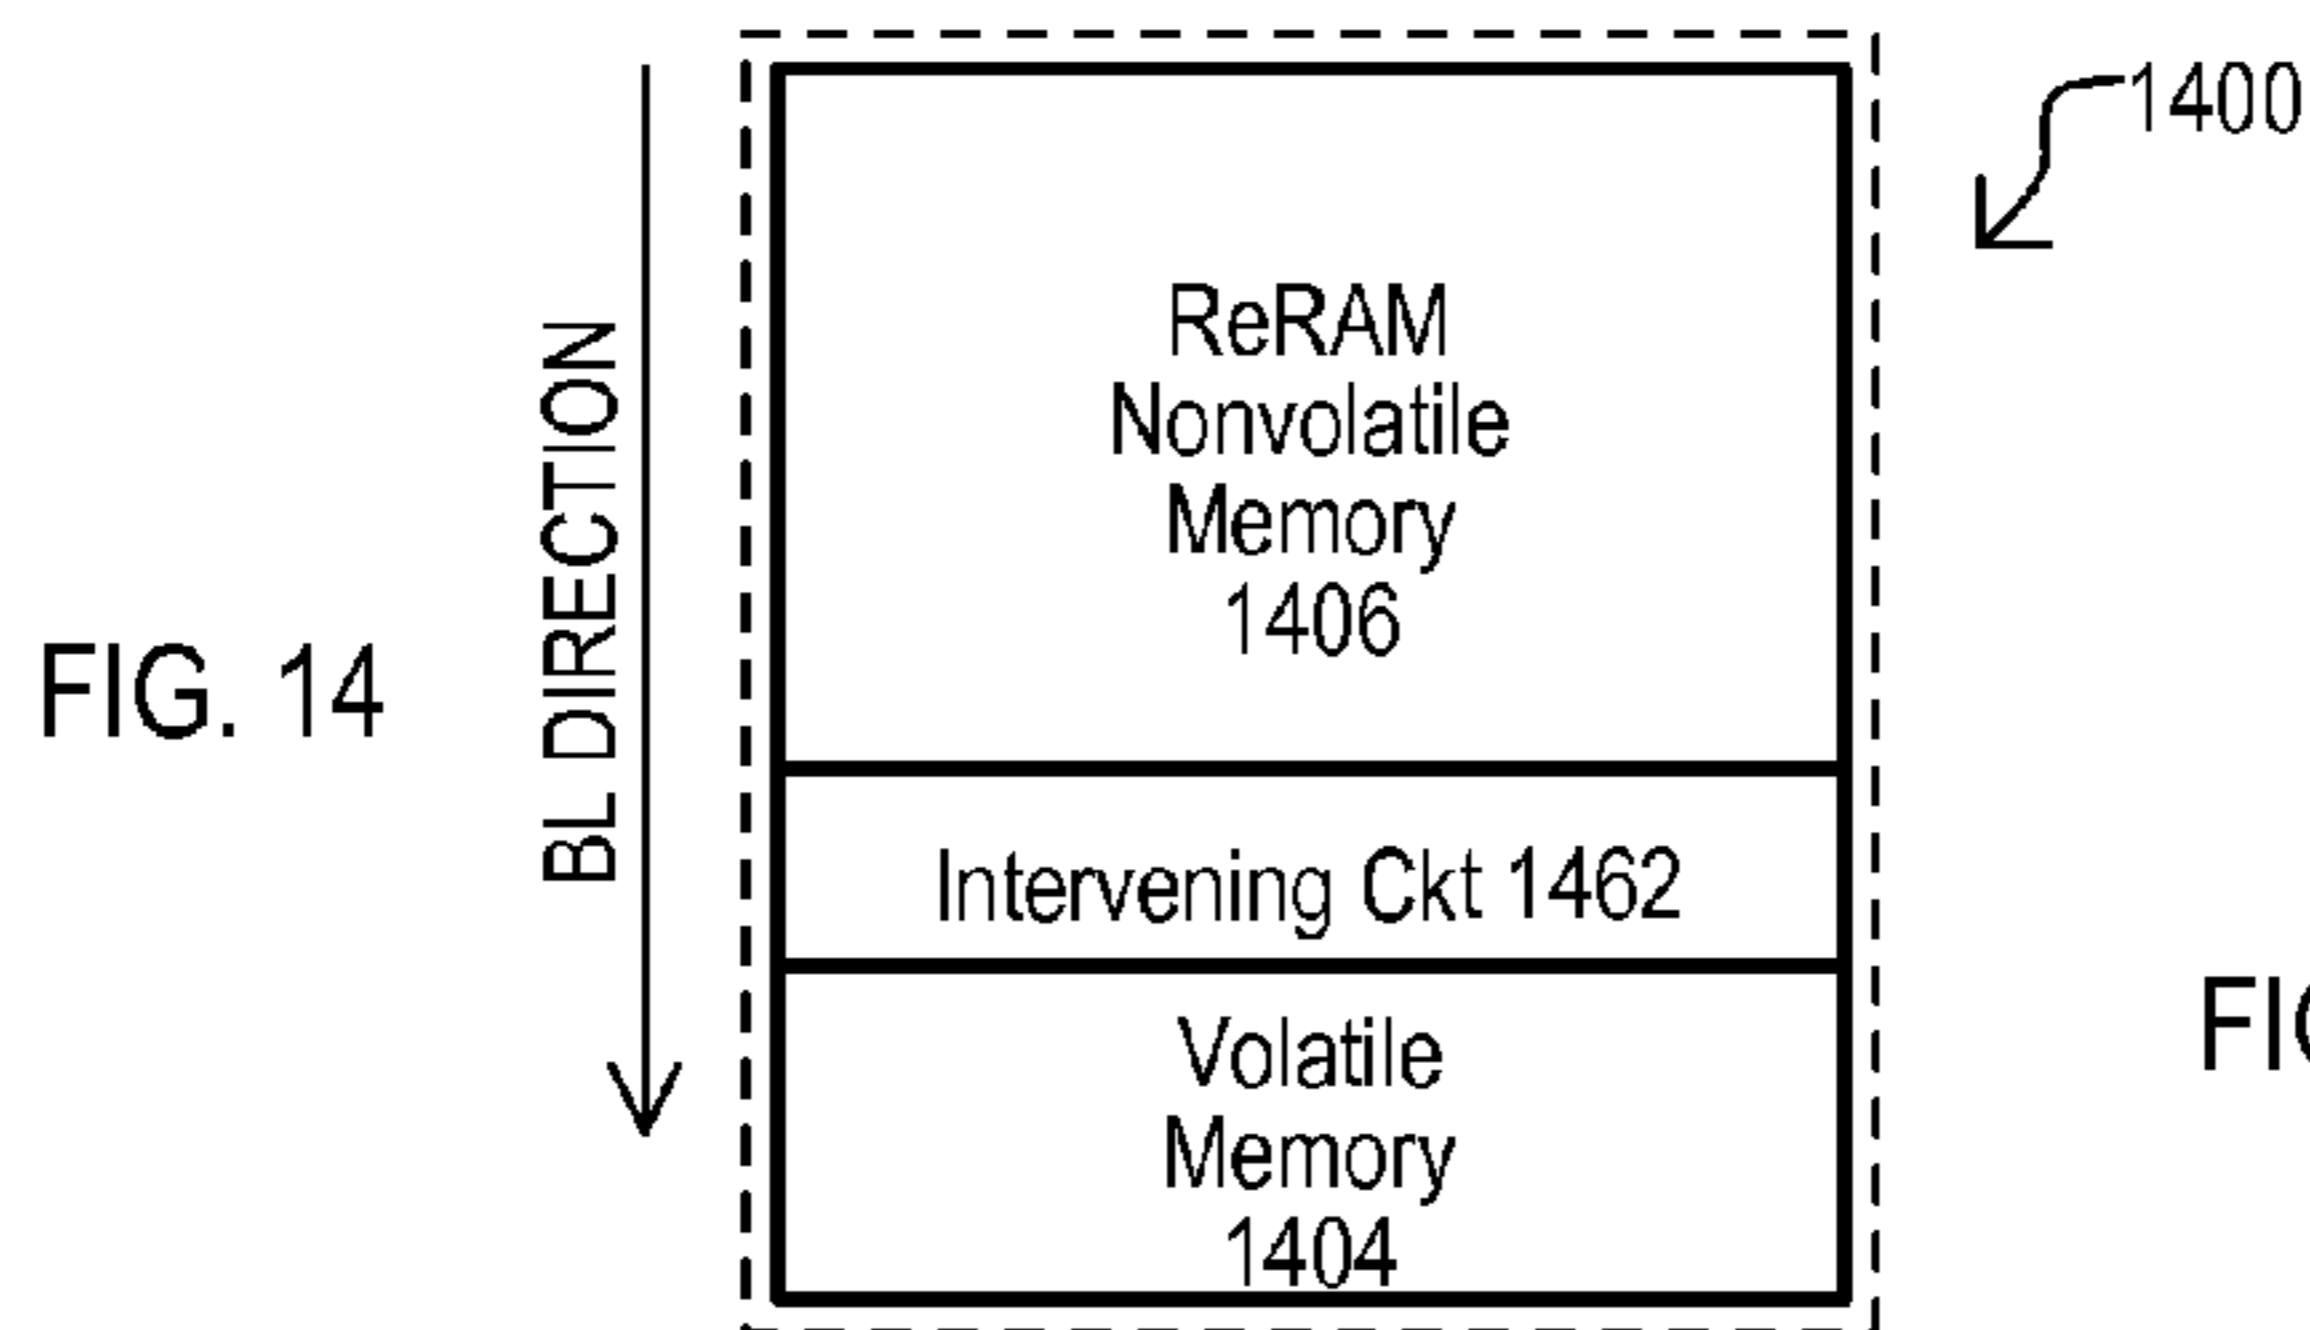 1400
ReRAM
Nonvolatile
Memory
1406
BL DIRECTION
FIG. 14
Intervening Ckt 1462
Volatile
Memory
1404